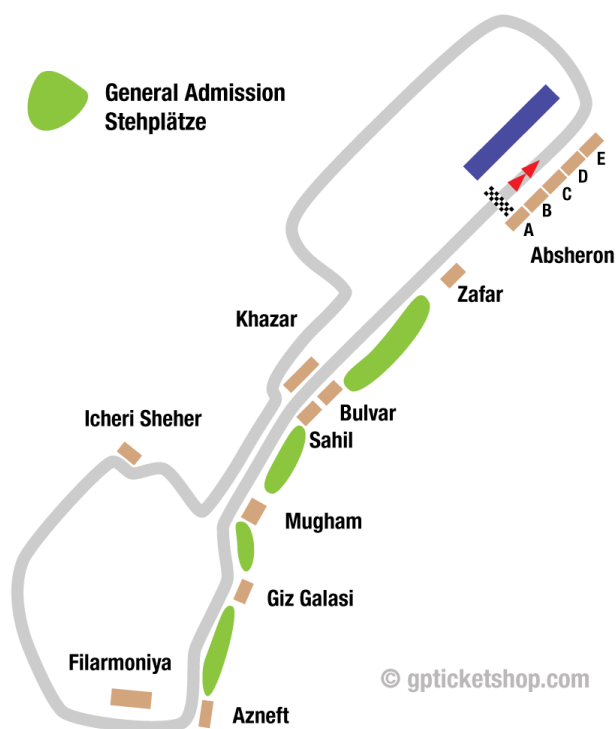 General Admission
Stehplätze
E
D
C
B
A
Absheron
Zafar
Khazar
Bulvar
Icheri Sheher
Sahil
Mugham
Giz Galasi
Filarmoniya
© gpticketshop.com
Azneft